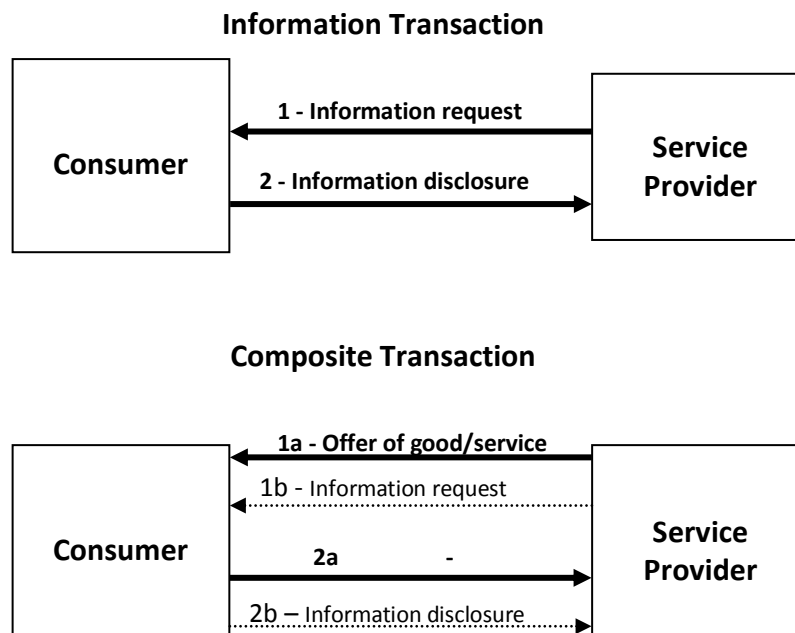 Information Transaction
1 - Information request
Consumer
Service
Provider
2 - Information disclosure
Composite Transaction
1a - Offer of good/service
1b - Information request
Consumer
Service
Provider
2a -
2b – Information disclosure